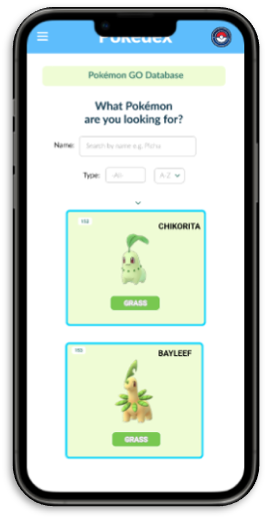 Pokedex
Pokémon GO Database
What Pokémon
are you looking for?
Name: Search by name e.g. Pichu
Type: -All- A-Z
152
CHIKORITA
GRASS
153
BAYLEEF
GRASS